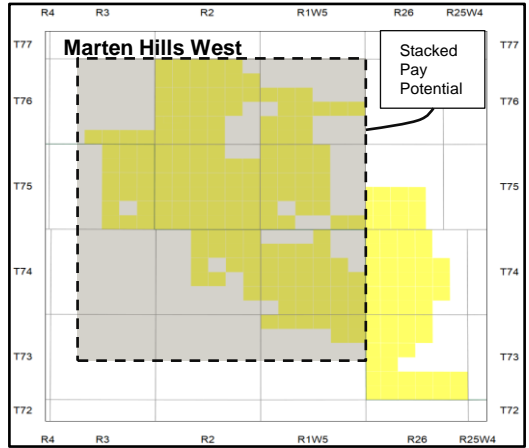 R4 R3 R2 R1W5 R26 R25W4
T77 T77
Marten Hills West
Stacked
Pay
Potential
T76 T76
T75 T75
T74 T74
T73 T73
T72 T72
R4 R3 R2 R1W5 R26 R25W4